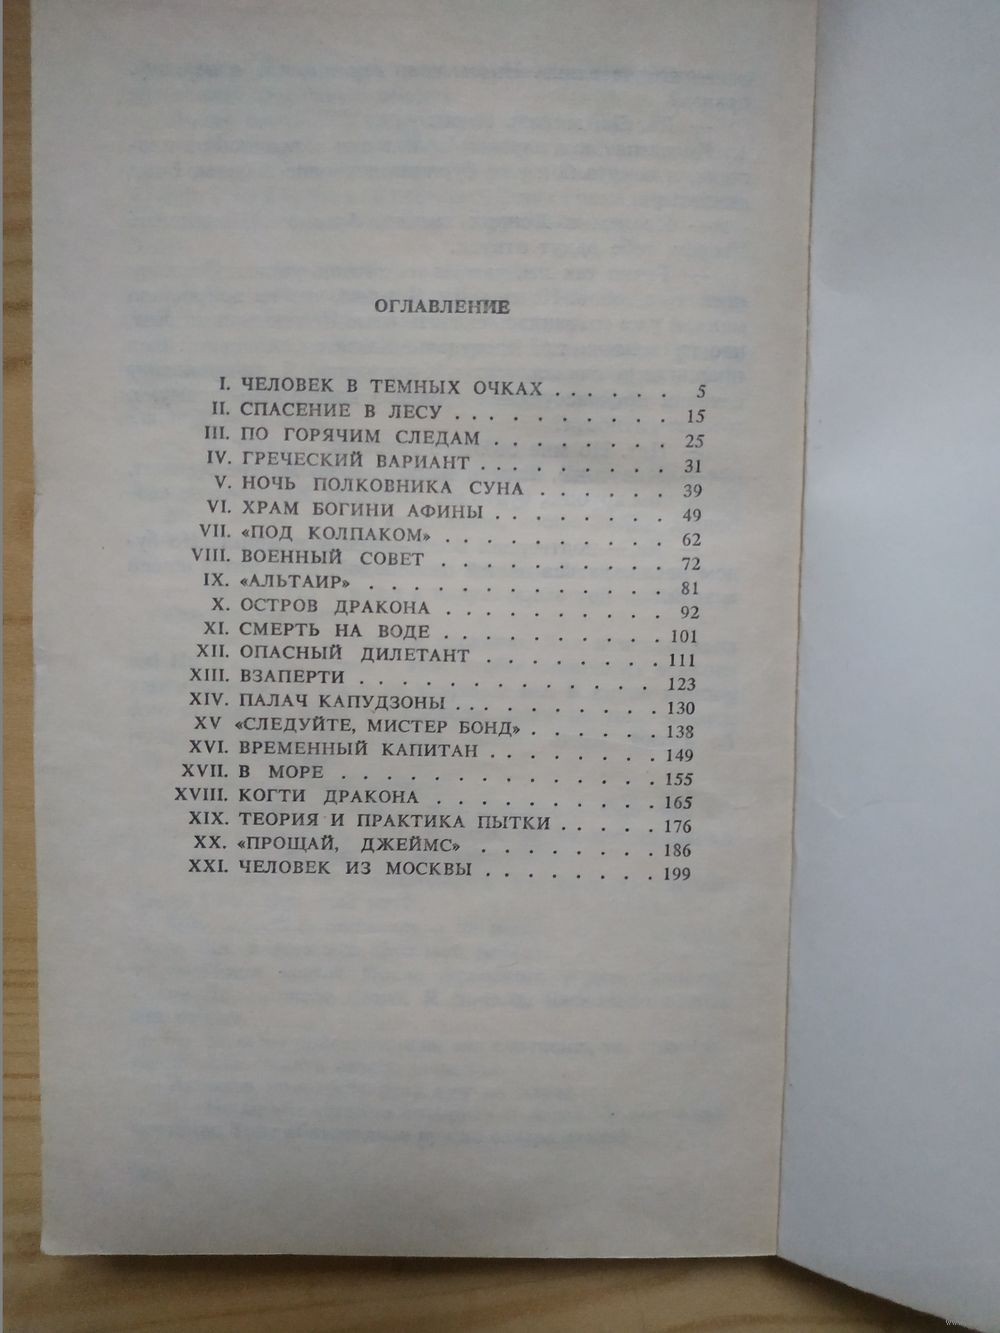 ОГЛАВЛЕНИЕ
I. ЧЕЛОВЕК В ТЕМНЫХ ОЧКАХ . . . . . . 5
II. СПАСЕНИЕ В ЛЕСУ . . . . . . . . . . 15
III. ПО ГОРЯЧИМ СЛЕДАМ . . . . . . . . 25
IV. ГРЕЧЕСКИЙ ВАРИАНТ . . . . . . . . . 31
V. НОЧЬ ПОЛКОВНИКА СУНА . . . . . . 39
VI. ХРАМ БОГИНИ АФИНЫ . . . . . . . . 49
VII. «ПОД КОЛПАКОМ» . . . . . . . . . . 62
VIII. ВОЕННЫЙ СОВЕТ . . . . . . . . . . 72
IX. «АЛЬТАИР» . . . . . . . . . . . . . 81
X. ОСТРОВ ДРАКОНА . . . . . . . . . . 92
XI. СМЕРТЬ НА ВОДЕ . . . . . . . . . . 101
XII. ОПАСНЫЙ ДИЛЕТАНТ . . . . . . . . 111
XIII. ВЗАПЕРТИ . . . . . . . . . . . . . 123
XIV. ПАЛАЧ КАПУДЗОНЫ . . . . . . . . . 130
XV «СЛЕДУЙТЕ, МИСТЕР БОНД» . . . . . . 138
XVI. ВРЕМЕННЫЙ КАПИТАН . . . . . . . . 149
XVII. В МОРЕ . . . . . . . . . . . . . . 155
XVIII. КОГТИ ДРАКОНА . . . . . . . . . . 165
XIX. ТЕОРИЯ И ПРАКТИКА ПЫТКИ . . . . . 176
XX. «ПРОЩАЙ, ДЖЕЙМС» . . . . . . . . 186
XXI. ЧЕЛОВЕК ИЗ МОСКВЫ . . . . . . . . 199